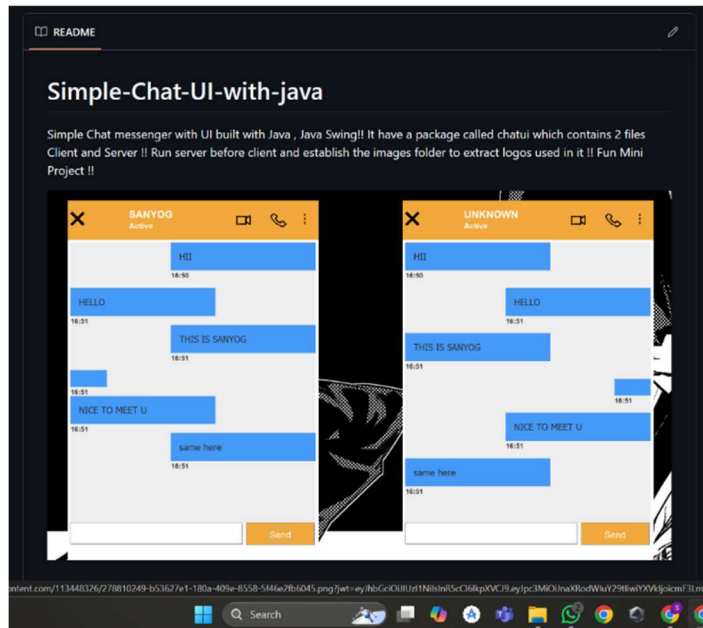 README
Simple-Chat-UI-with-java
Simple Chat messenger with UI built with Java , Java Swing!! It have a package called chatui which contains 2 files
Client and Server !! Run server before client and establish the images folder to extract logos used in it !! Fun Mini
Project !!
SANYOG
Active
HII
16:50
HELLO
16:51
THIS IS SANYOG
16:51
16:51
NICE TO MEET U
16:51
same here
16:51
Send
UNKNOWN
Active
HII
16:50
HELLO
16:51
THIS IS SANYOG
16:51
16:51
NICE TO MEET U
16:51
same here
16:51
Send
Search